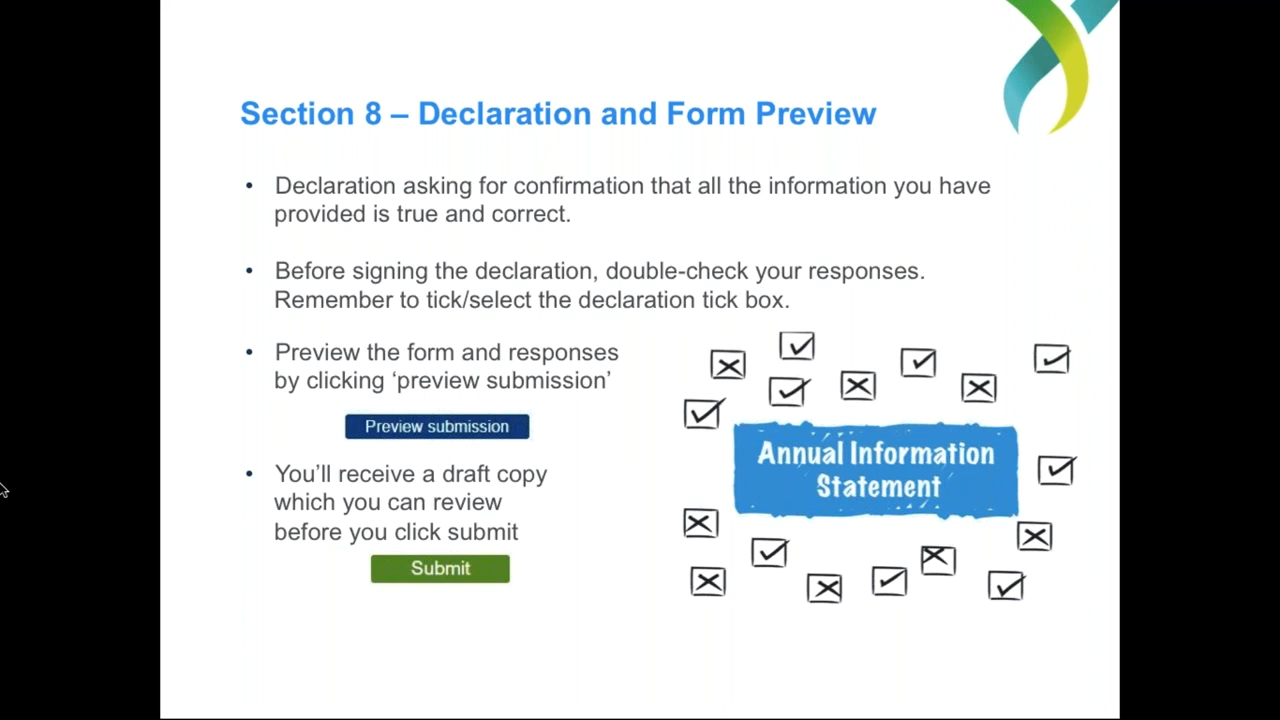 Section 8 – Declaration and Form Preview
• Declaration asking for confirmation that all the information you have
provided is true and correct.
• Before signing the declaration, double-check your responses.
Remember to tick/select the declaration tick box.
• Preview the form and responses
by clicking ‘preview submission’
Preview submission
• You’ll receive a draft copy
which you can review
before you click submit
Submit
Annual Information
Statement